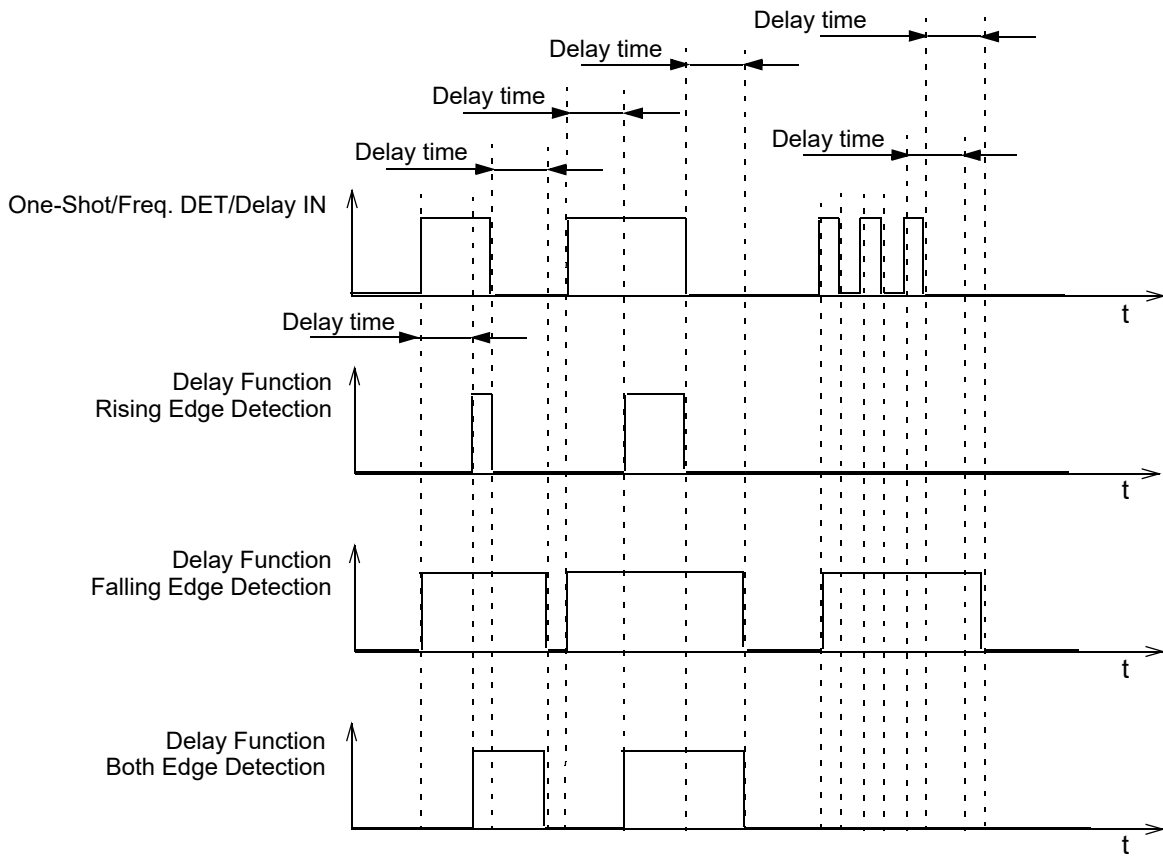 Delay time
Delay time
Delay time
Delay time
Delay time
One-Shot/Freq. DET/Delay IN
t
Delay time
Delay Function
Rising Edge Detection
t
Delay Function
Falling Edge Detection
t
Delay Function
Both Edge Detection
t